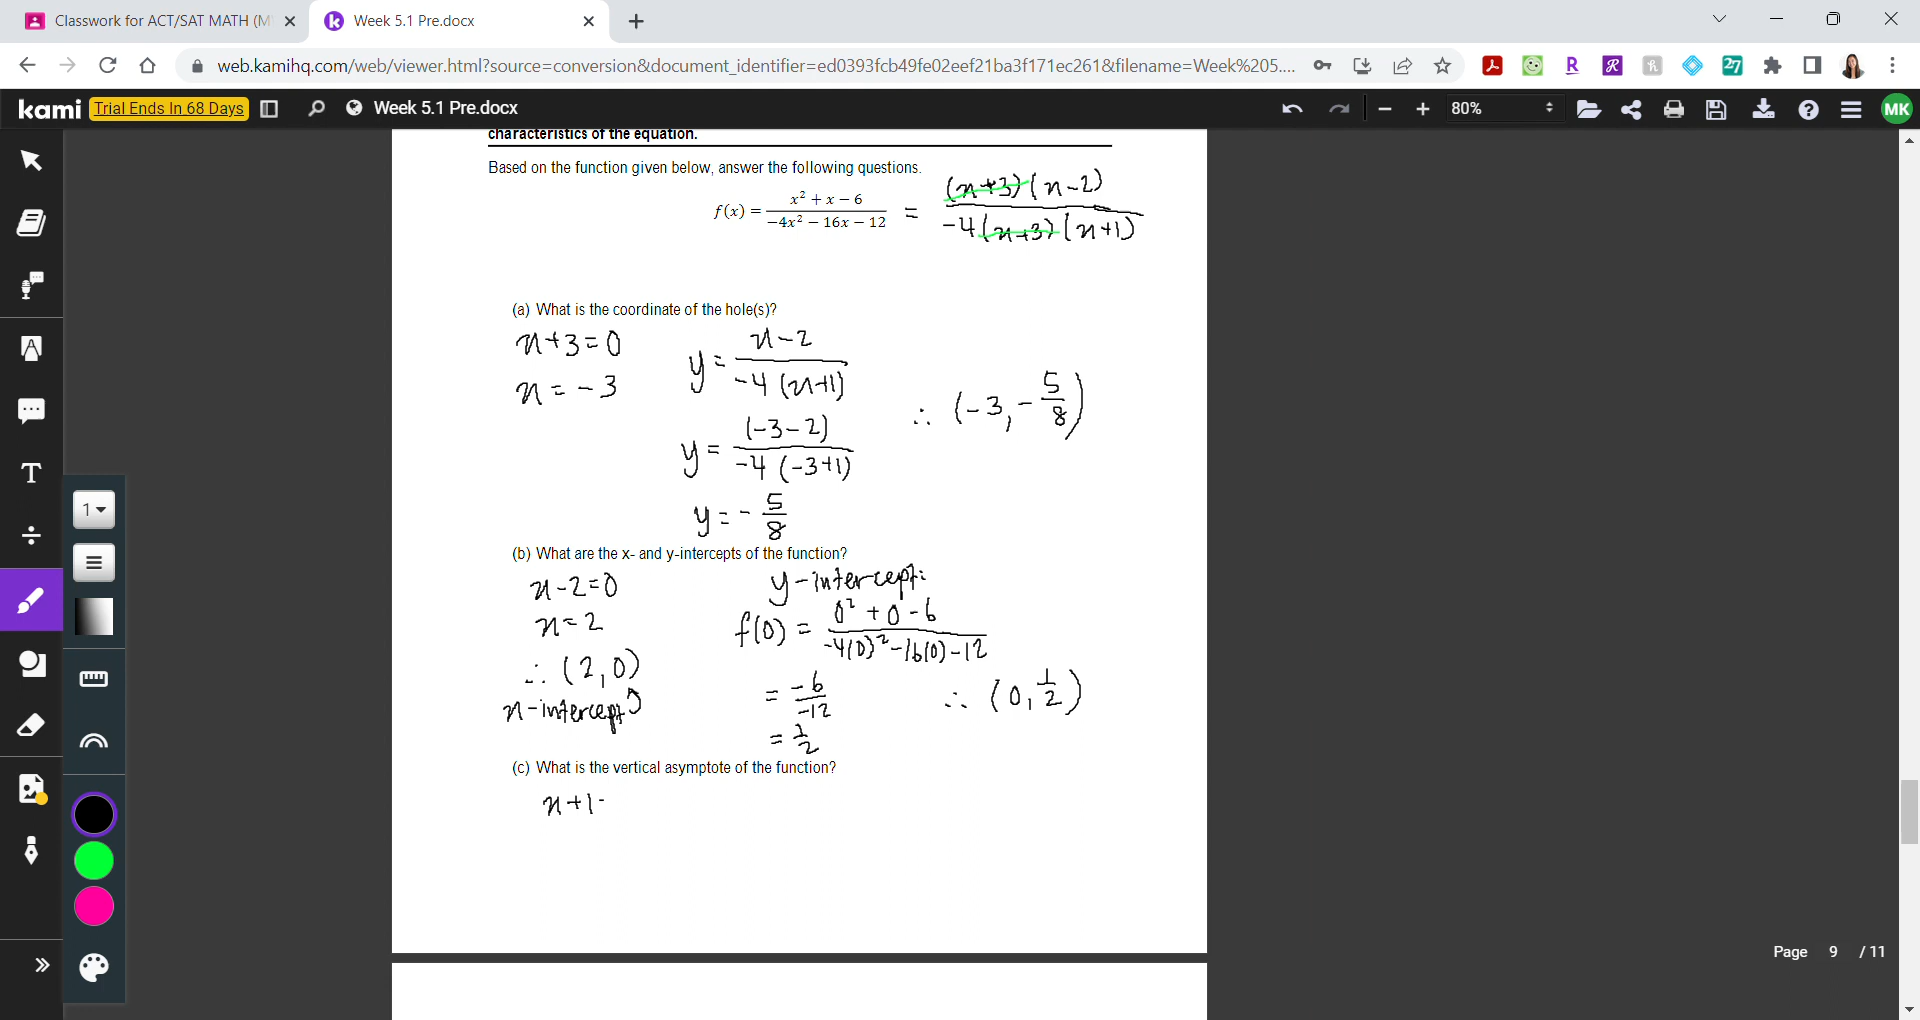 Classwork for ACT/SAT MATH (M
Week 5.1 Pre.docx
web.kamihq.com/web/viewer.html?source=conversion&document_identifier=ed0393fcb49fe02eef21ba3f171ec261&filename=Week%205....
kami Trial Ends In 68 Days Week 5.1 Pre.docx 80% MK
characteristics of the equation.
Based on the function given below, answer the following questions.
f(x) = (x² + x − 6)/(−4x² − 16x − 12) = ((x+3)(x−2))/(−4(x+3)(x+1))
(a) What is the coordinate of the hole(s)?
x+3=0
x = −3
y = (x−2)/(−4(x+1))
y = (−3−2)/(−4(−3+1))
y = −5/8
∴ (−3, −5/8)
(b) What are the x- and y-intercepts of the function?
x−2=0
x=2
∴ (2,0)
x-intercept
y-intercept:
f(0) = (0² + 0 − 6)/(−4(0)² − 16(0) − 12)
= −6/−12
= 1/2
∴ (0, 1/2)
(c) What is the vertical asymptote of the function?
x+1-
1
Page 9 / 11